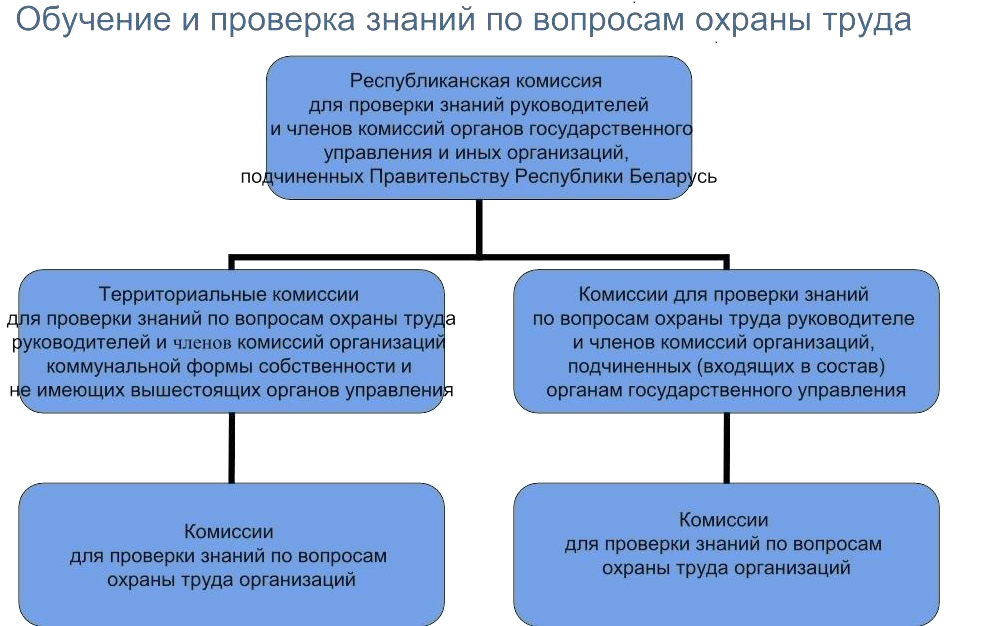 Обучение и проверка знаний по вопросам охраны труда
Республиканская комиссия
для проверки знаний руководителей
и членов комиссий органов государственного
управления и иных организаций,
подчиненных Правительству Республики Беларусь
Территориальные комиссии
для проверки знаний по вопросам охраны труда
руководителей и членов комиссий организаций
коммунальной формы собственности и
не имеющих вышестоящих органов управления
Комиссии для проверки знаний
по вопросам охраны труда руководителе
и членов комиссий организаций,
подчиненных (входящих в состав)
органам государственного управления
Комиссии
для проверки знаний по вопросам
охраны труда организаций
Комиссии
для проверки знаний по вопросам
охраны труда организаций